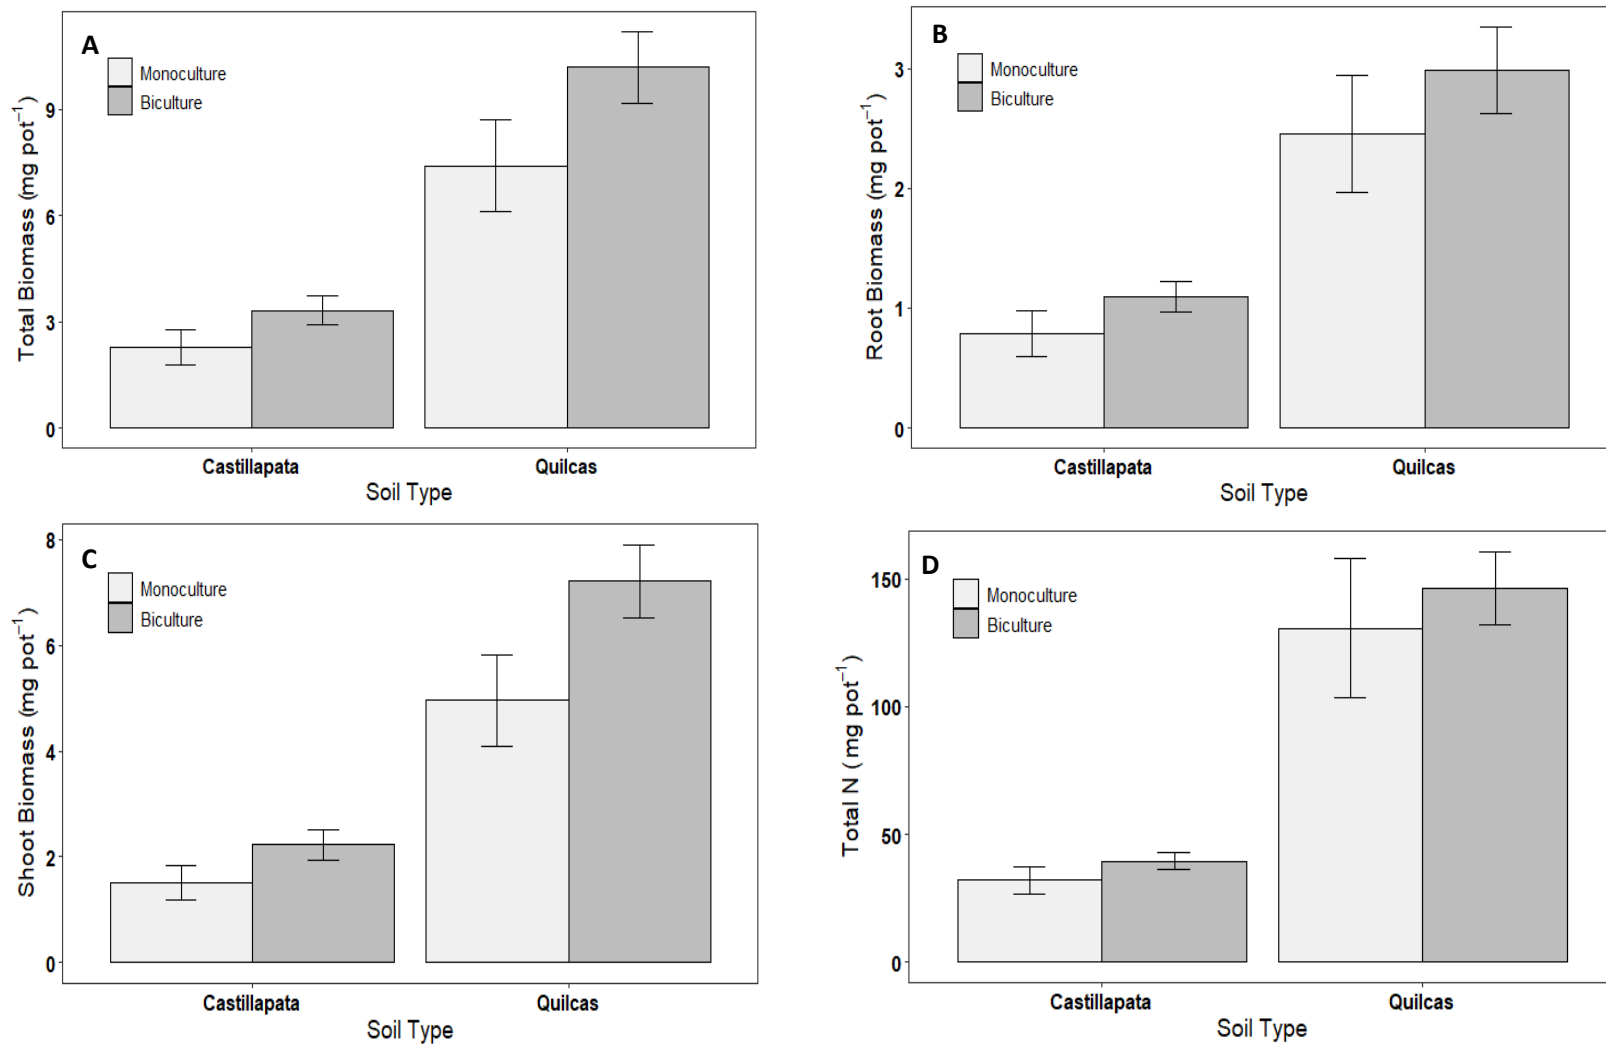 A
Monoculture
Biculture
Total Biomass (mg pot⁻¹)
9
6
3
0
Castillapata
Quilcas
Soil Type
B
Monoculture
Biculture
Root Biomass (mg pot⁻¹)
3
2
1
0
Castillapata
Quilcas
Soil Type
C
Monoculture
Biculture
Shoot Biomass (mg pot⁻¹)
8
6
4
2
0
Castillapata
Quilcas
Soil Type
D
Monoculture
Biculture
Total N ( mg pot⁻¹)
150
100
50
0
Castillapata
Quilcas
Soil Type